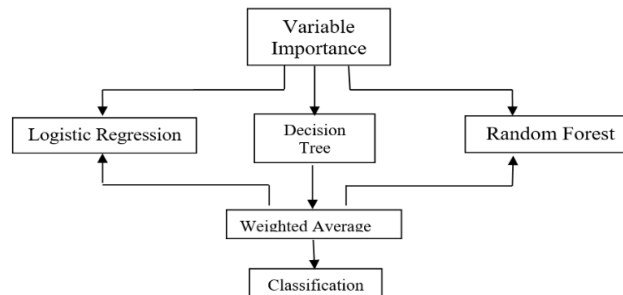 Variable
Importance
Logistic Regression
Decision
Tree
Random Forest
Weighted Average
Classification